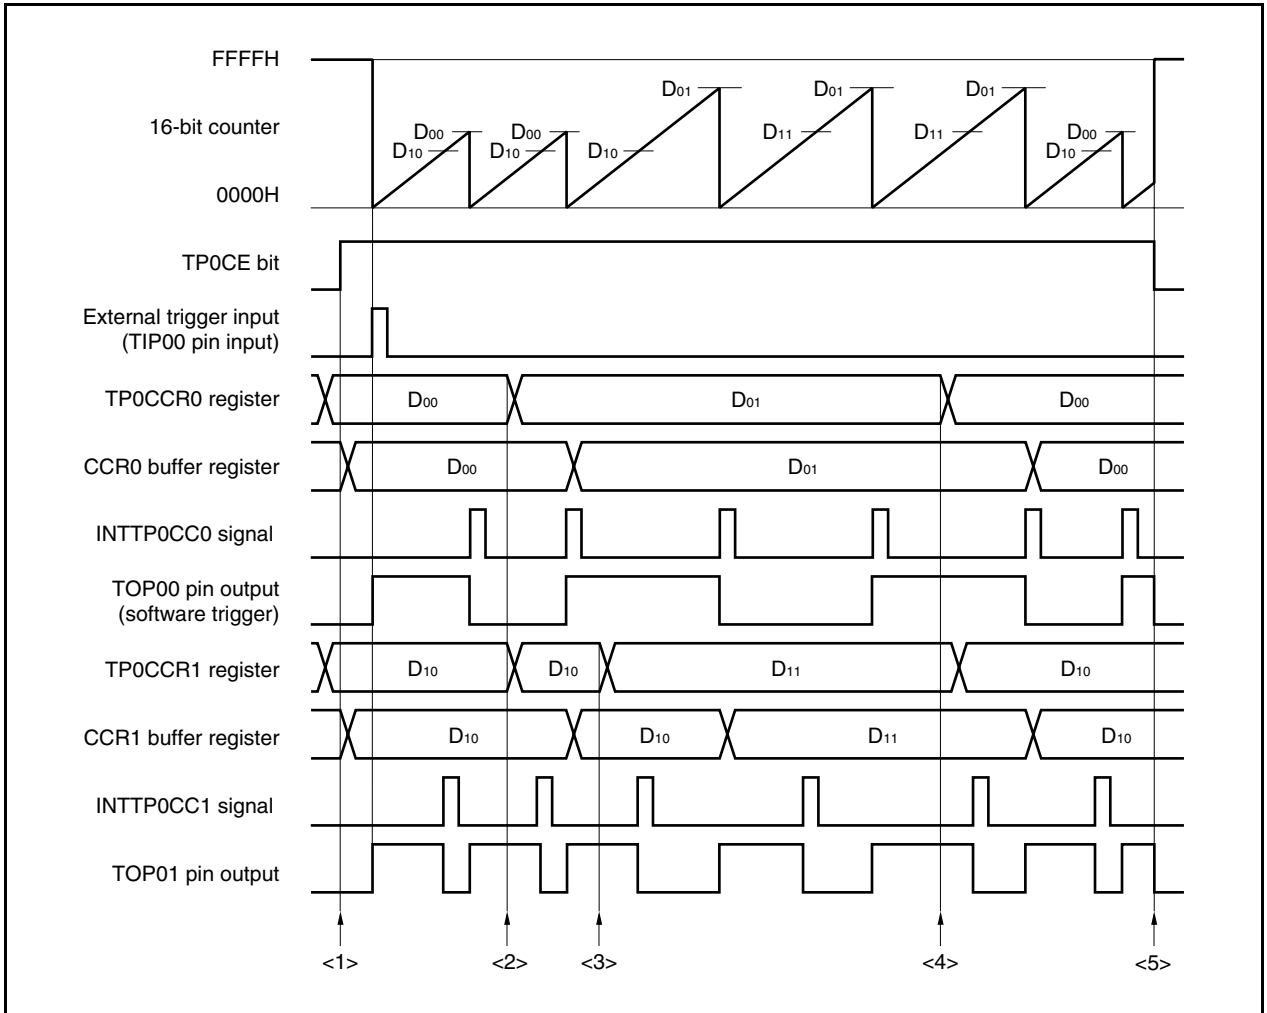 FFFFH
16-bit counter
0000H
D00 D00 D01 D01 D01 D00
D10 D10 D10 D11 D11 D10
TP0CE bit
External trigger input
(TIP00 pin input)
TP0CCR0 register D00 D01 D00
CCR0 buffer register D00 D01 D00
INTTP0CC0 signal
TOP00 pin output
(software trigger)
TP0CCR1 register D10 D10 D11 D10
CCR1 buffer register D10 D10 D11 D10
INTTP0CC1 signal
TOP01 pin output
<1> <2> <3> <4> <5>